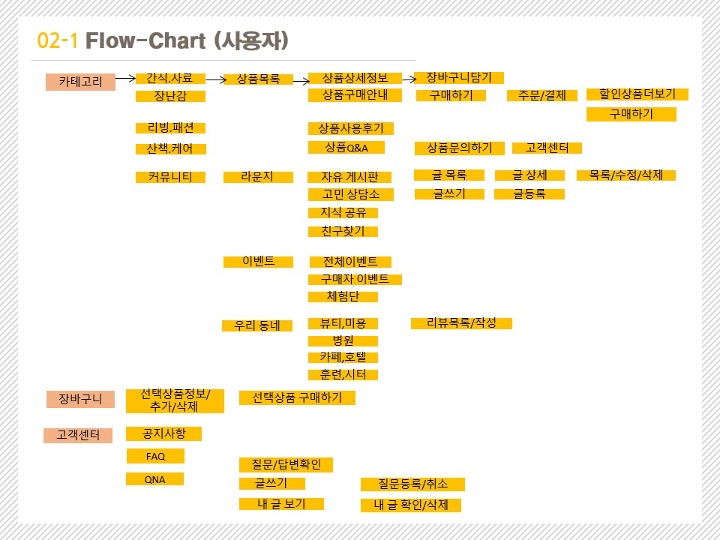 02-1 Flow-Chart (사용자)
카테고리 간식.사료 상품목록 상품상세정보 장바구니담기
장난감 상품구매안내 구매하기 주문/결제 할인상품더보기
구매하기
리빙.패션 상품사용후기
산책.케어 상품Q&A 상품문의하기 고객센터
커뮤니티 라운지 자유 게시판 글 목록 글 상세 목록/수정/삭제
고민 상담소 글쓰기 글등록
지식 공유
친구찾기
이벤트 전체이벤트
구매자 이벤트
체험단
우리 동네 뷰티,미용 리뷰목록/작성
병원
카페,호텔
훈련,시터
장바구니 선택상품정보/ 선택상품 구매하기
추가/삭제
고객센터 공지사항
FAQ
질문/답변확인
QNA 글쓰기 질문등록/취소
내 글 보기 내 글 확인/삭제